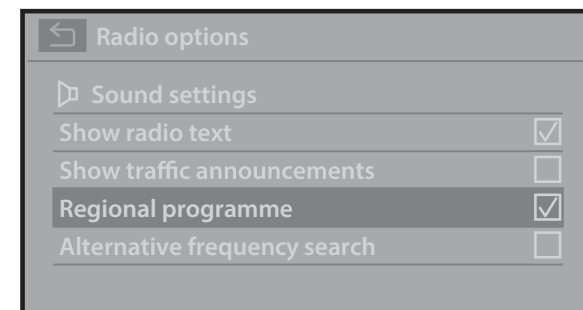 Radio options
Sound settings
Show radio text
Show traffic announcements
Regional programme
Alternative frequency search